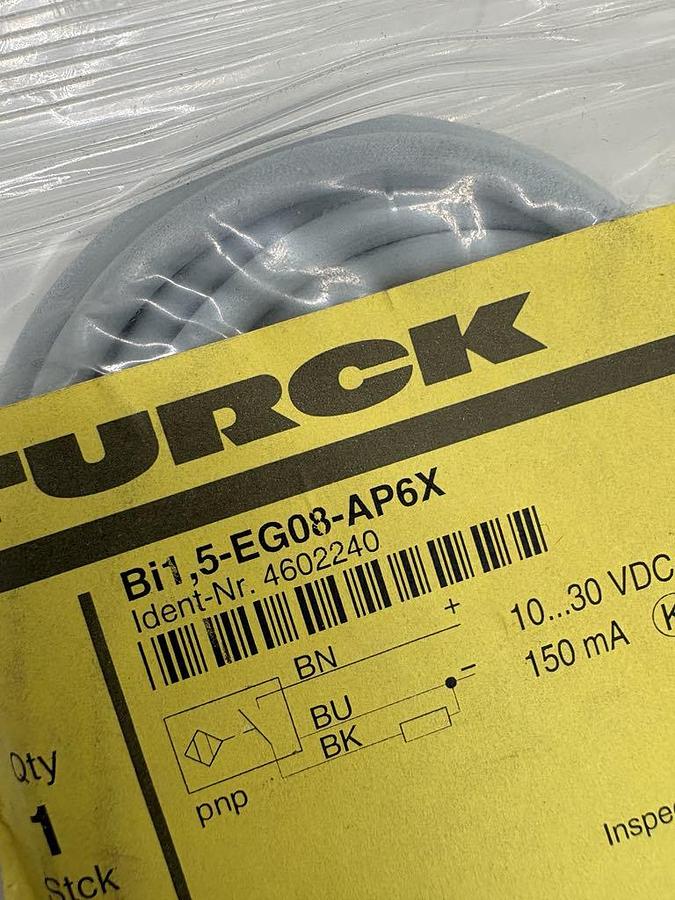 TURCK
Bi1,5-EG08-AP6X
Ident-Nr. 4602240
10...30 VDC
150 mA
K
+
BN
-
BU
BK
pnp
Qty
1
Stck